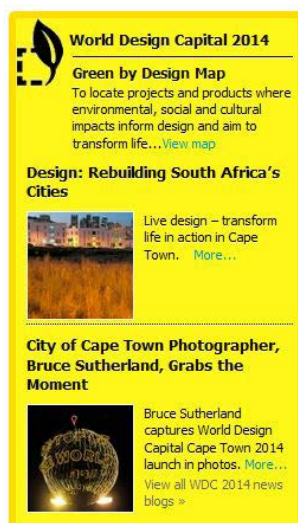 World Design Capital 2014
Green by Design Map
To locate projects and products where
environmental, social and cultural
impacts inform design and aim to
transform life...View map
Design: Rebuilding South Africa's
Cities
Live design – transform
life in action in Cape
Town. More...
City of Cape Town Photographer,
Bruce Sutherland, Grabs the
Moment
Bruce Sutherland
captures World Design
Capital Cape Town 2014
launch in photos. More...
View all WDC 2014 news
blogs »